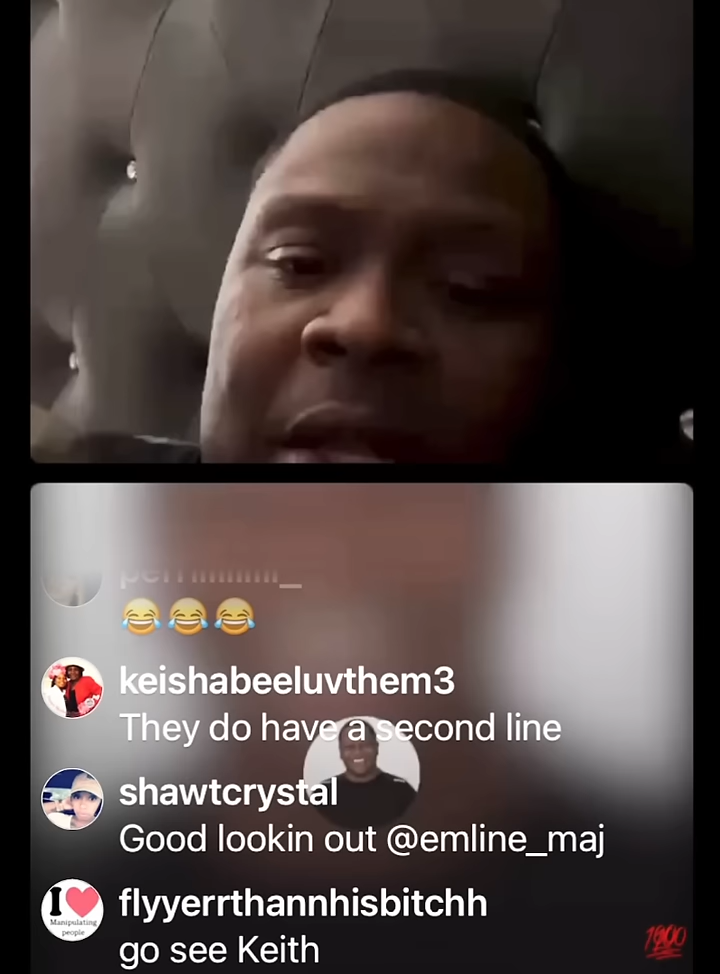 😂😂😂
keishabeeluvthem3
They do have a second line
shawtcrystal
Good lookin out @emline_maj
I ❤️
Manipulating
people
flyyerrthannhisbitchh
go see Keith